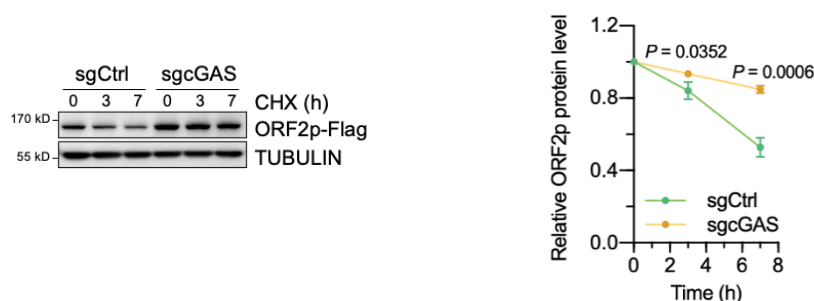 sgCtrl sgcGAS
0 3 7 0 3 7 CHX (h)
170 kD ORF2p-Flag
55 kD TUBULIN
Relative ORF2p protein level
1.2
0.8
0.4
0.0
P = 0.0352
P = 0.0006
sgCtrl
sgcGAS
0 2 4 6 8
Time (h)